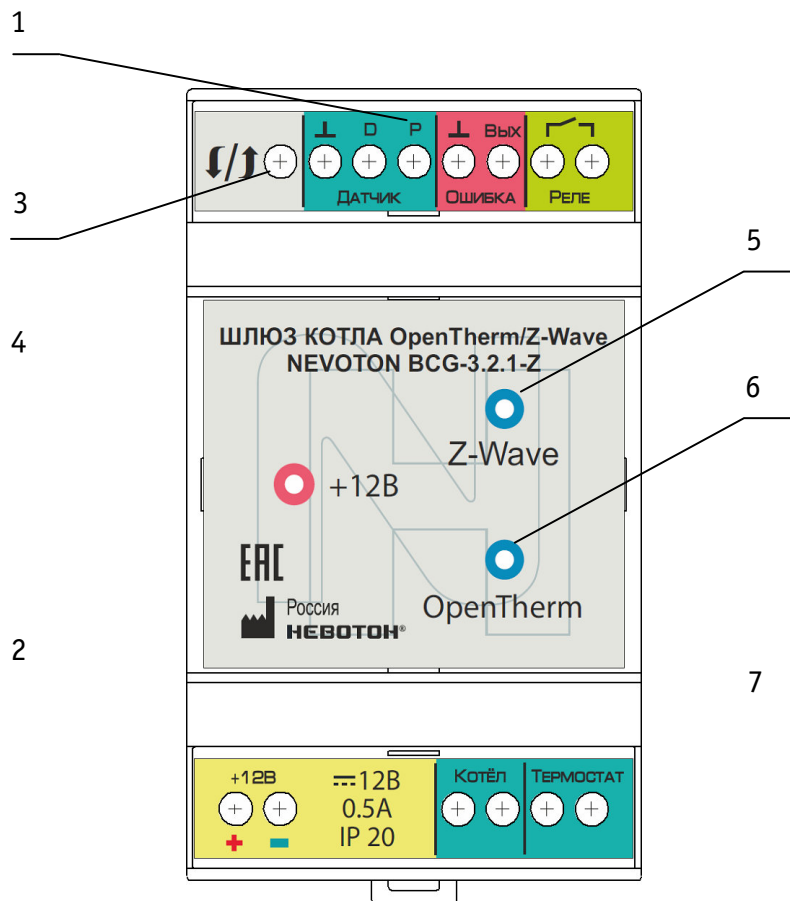 1
⊥ D P ⊥ Вых
3
Датчик Ошибка Реле
5
4
ШЛЮЗ КОТЛА OpenTherm/Z-Wave
NEVOTON BCG-3.2.1-Z
6
Z-Wave
+12В
EAC
OpenTherm
Россия
НЕВОТОН®
2
7
+12В
12В
0.5А
IP 20
+ -
Котёл Термостат